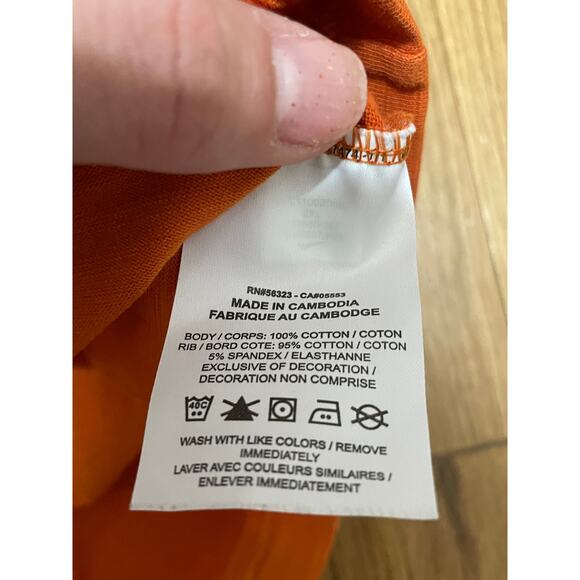 RN#56323 - CA#05553
MADE IN CAMBODIA
FABRIQUE AU CAMBODGE
BODY / CORPS: 100% COTTON / COTON
RIB / BORD COTE: 95% COTTON / COTON
5% SPANDEX / ELASTHANNE
EXCLUSIVE OF DECORATION /
DECORATION NON COMPRISE
40C
WASH WITH LIKE COLORS / REMOVE
IMMEDIATELY
LAVER AVEC COULEURS SIMILAIRES /
ENLEVER IMMEDIATEMENT